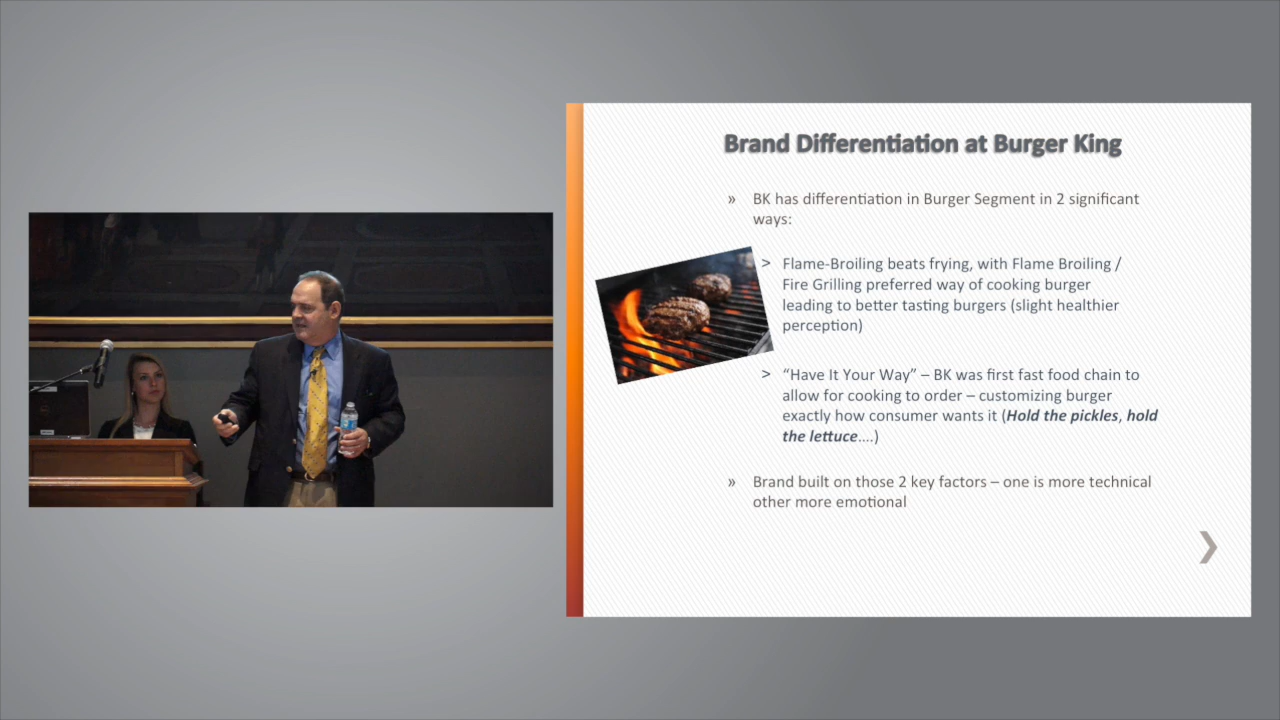 Brand Differentiation at Burger King
» BK has differentiation in Burger Segment in 2 significant
ways:
> Flame-Broiling beats frying, with Flame Broiling /
Fire Grilling preferred way of cooking burger
leading to better tasting burgers (slight healthier
perception)
> “Have It Your Way” – BK was first fast food chain to
allow for cooking to order – customizing burger
exactly how consumer wants it (Hold the pickles, hold
the lettuce....)
» Brand built on those 2 key factors – one is more technical
other more emotional